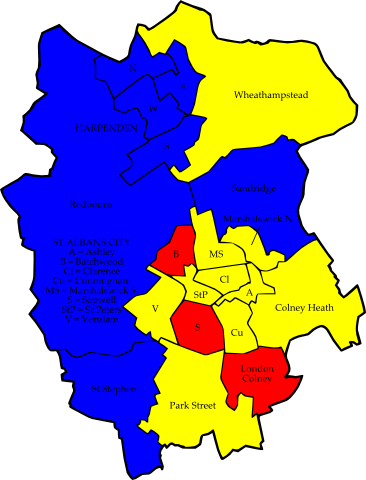 N
E
Wheathampstead
W
HARPENDEN
S
Sandridge
Redbourn
Marshalswick N
ST ALBANS CITY
A = Ashley
B = Batchwood
Cl = Clarence
Cu = Cunningham
MS = Marshalswick S
S = Sopwell
StP = St Peters
V = Verulam
B
MS
Cl
StP
A
V
Colney Heath
S
Cu
London
Colney
St Stephen
Park Street